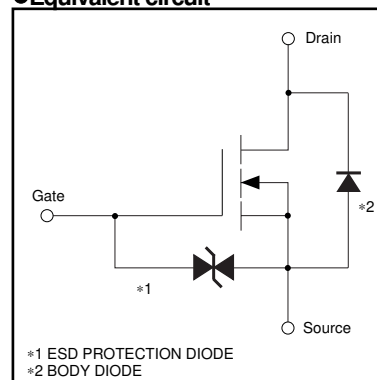 ●Equivalent circuit
Drain
Gate
∗2
∗1
Source
∗1 ESD PROTECTION DIODE
∗2 BODY DIODE